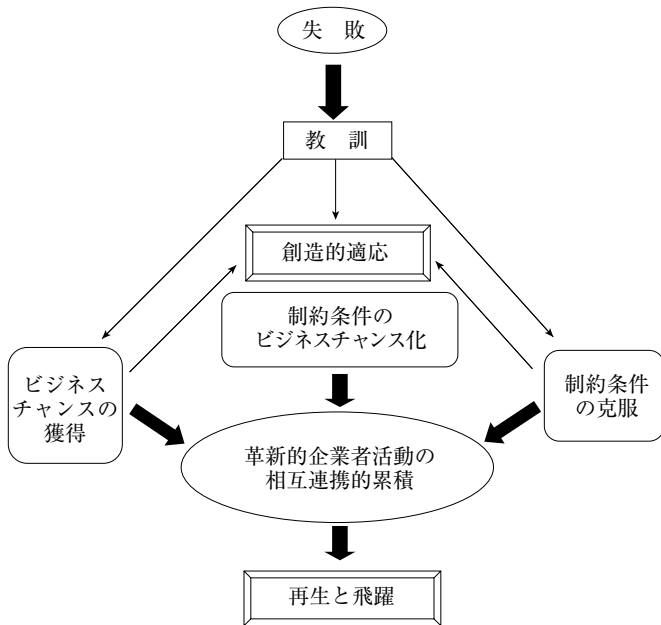 失　敗
教　訓
創造的適応
制約条件の
ビジネスチャンス化
ビジネス
チャンスの
獲得
制約条件
の克服
革新的企業者活動の
相互連携的累積
再生と飛躍